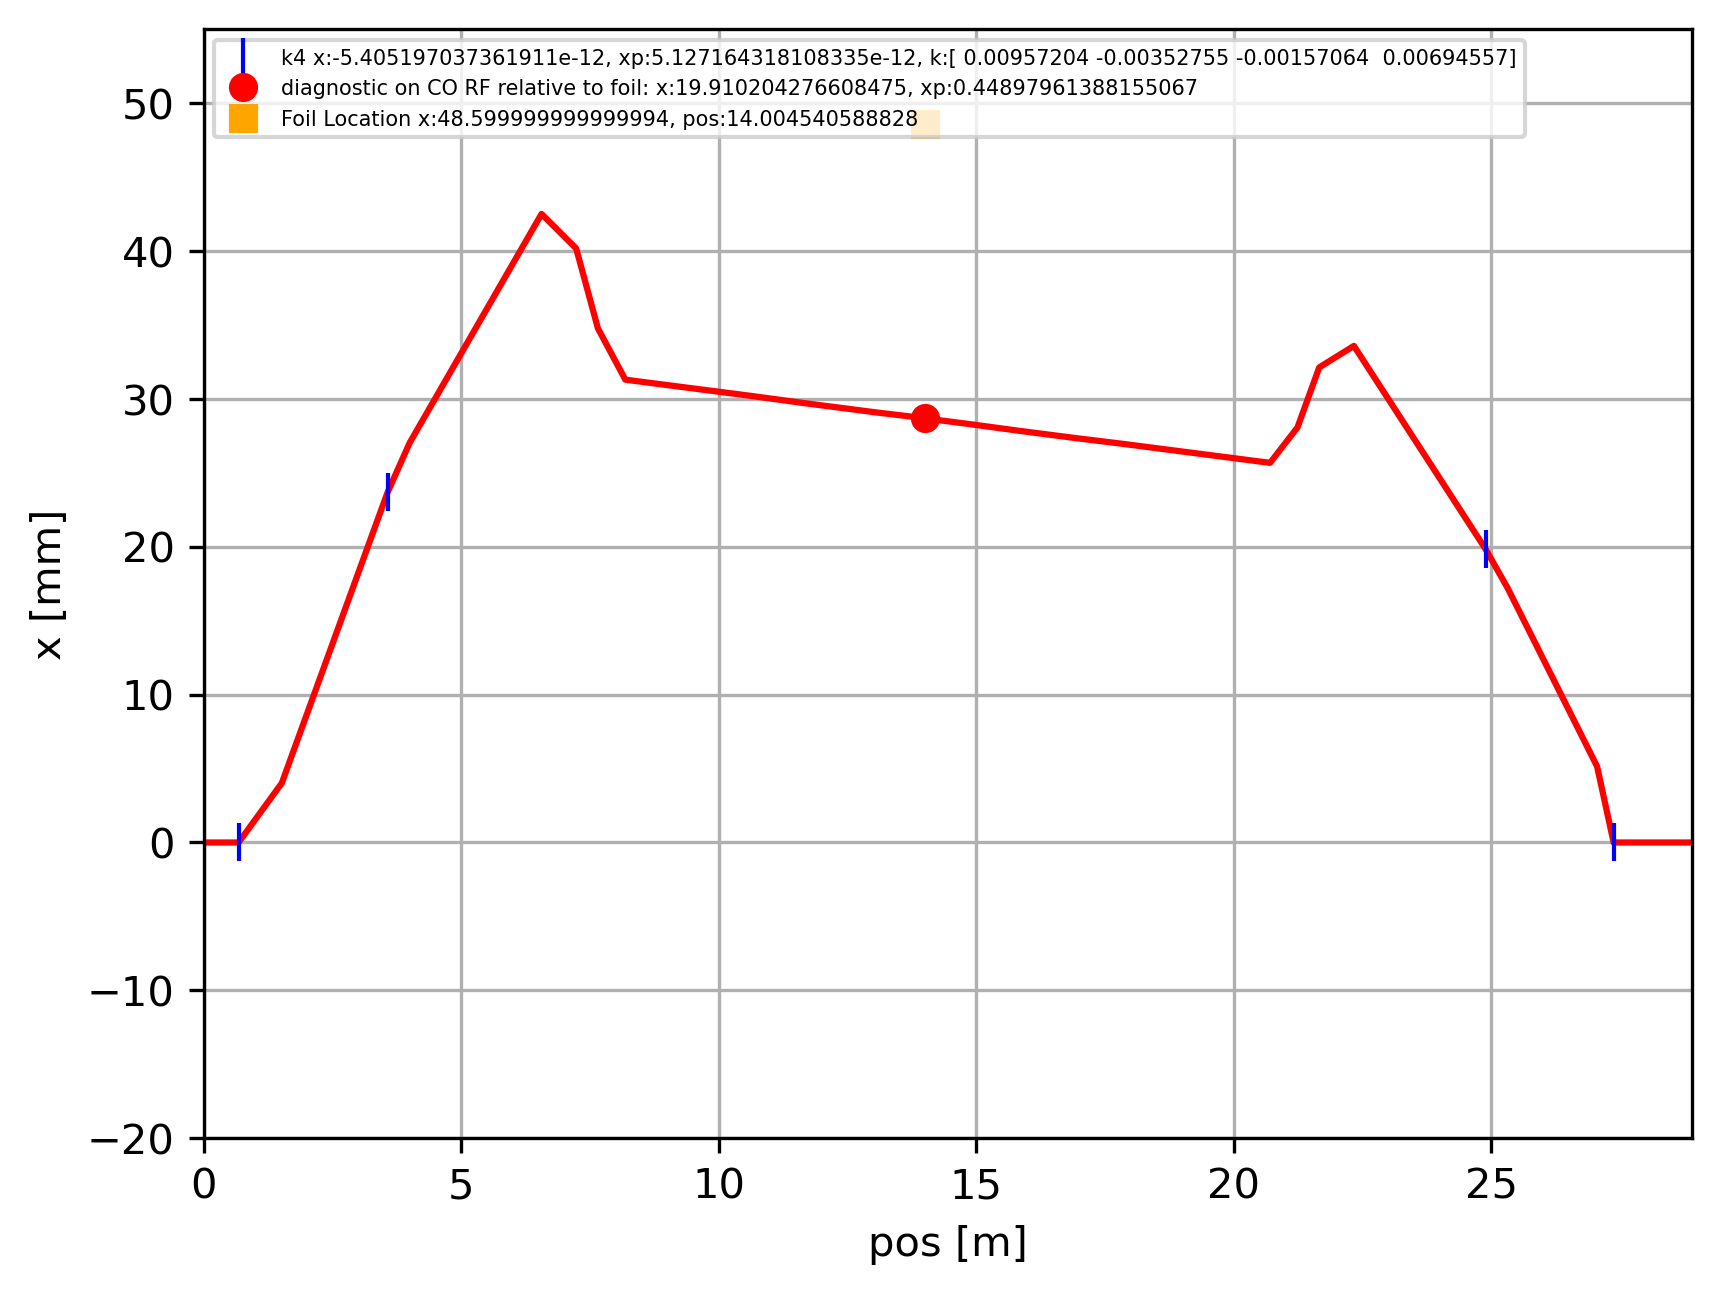 k4 x:-5.405197037361911e-12, xp:5.127164318108335e-12, k:[ 0.00957204 -0.00352755 -0.00157064  0.00694557]
diagnostic on CO RF relative to foil: x:19.910204276608475, xp:0.44897961388155067
Foil Location x:48.599999999999994, pos:14.004540588828
50
40
30
20
10
0
−10
−20
x [mm]
0 5 10 15 20 25
pos [m]